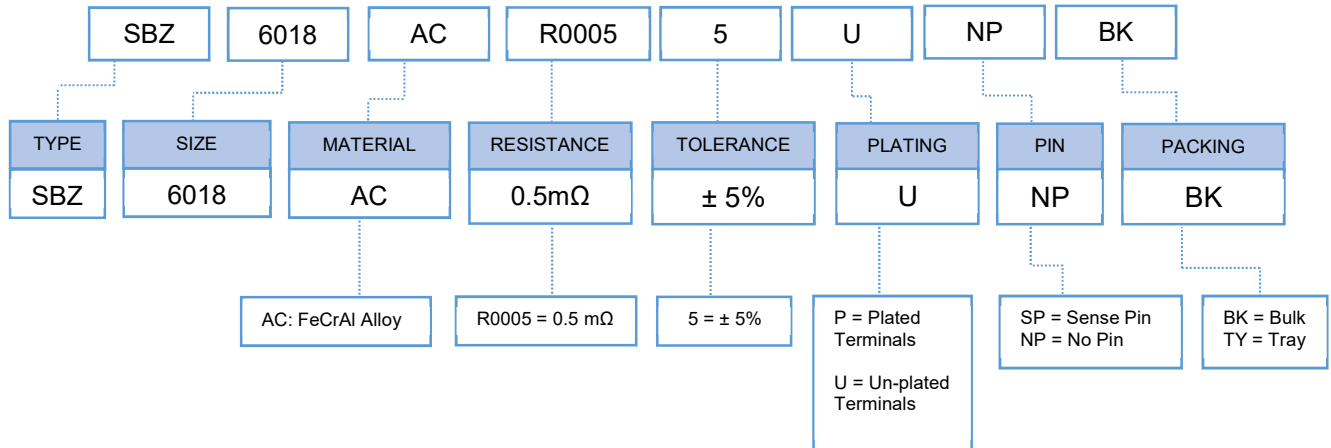 SBZ 6018 AC R0005 5 U NP BK
TYPE SIZE MATERIAL RESISTANCE TOLERANCE PLATING PIN PACKING
SBZ 6018 AC 0.5mΩ ± 5% U NP BK
AC: FeCrAl Alloy
R0005 = 0.5 mΩ
5 = ± 5%
P = Plated
Terminals
U = Un-plated
Terminals
SP = Sense Pin
NP = No Pin
BK = Bulk
TY = Tray